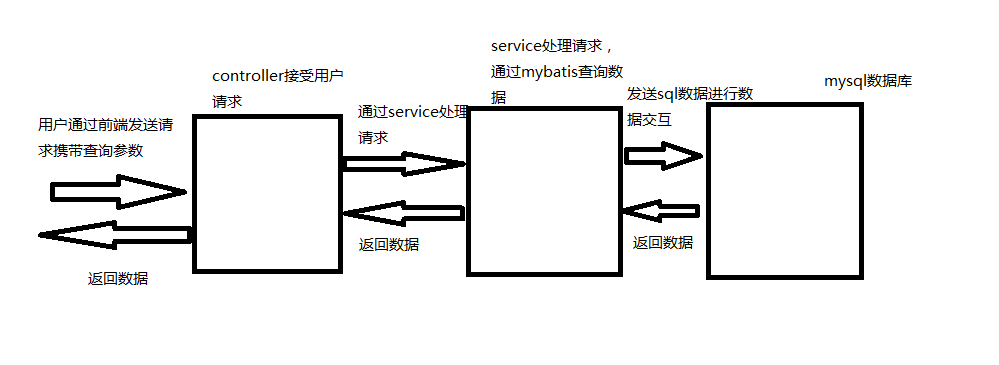 用户通过前端发送请
求携带查询参数
返回数据
controller接受用户
请求
通过service处理
请求
返回数据
service处理请求，
通过mybatis查询数
据
发送sql数据进行数
据交互
返回数据
mysql数据库